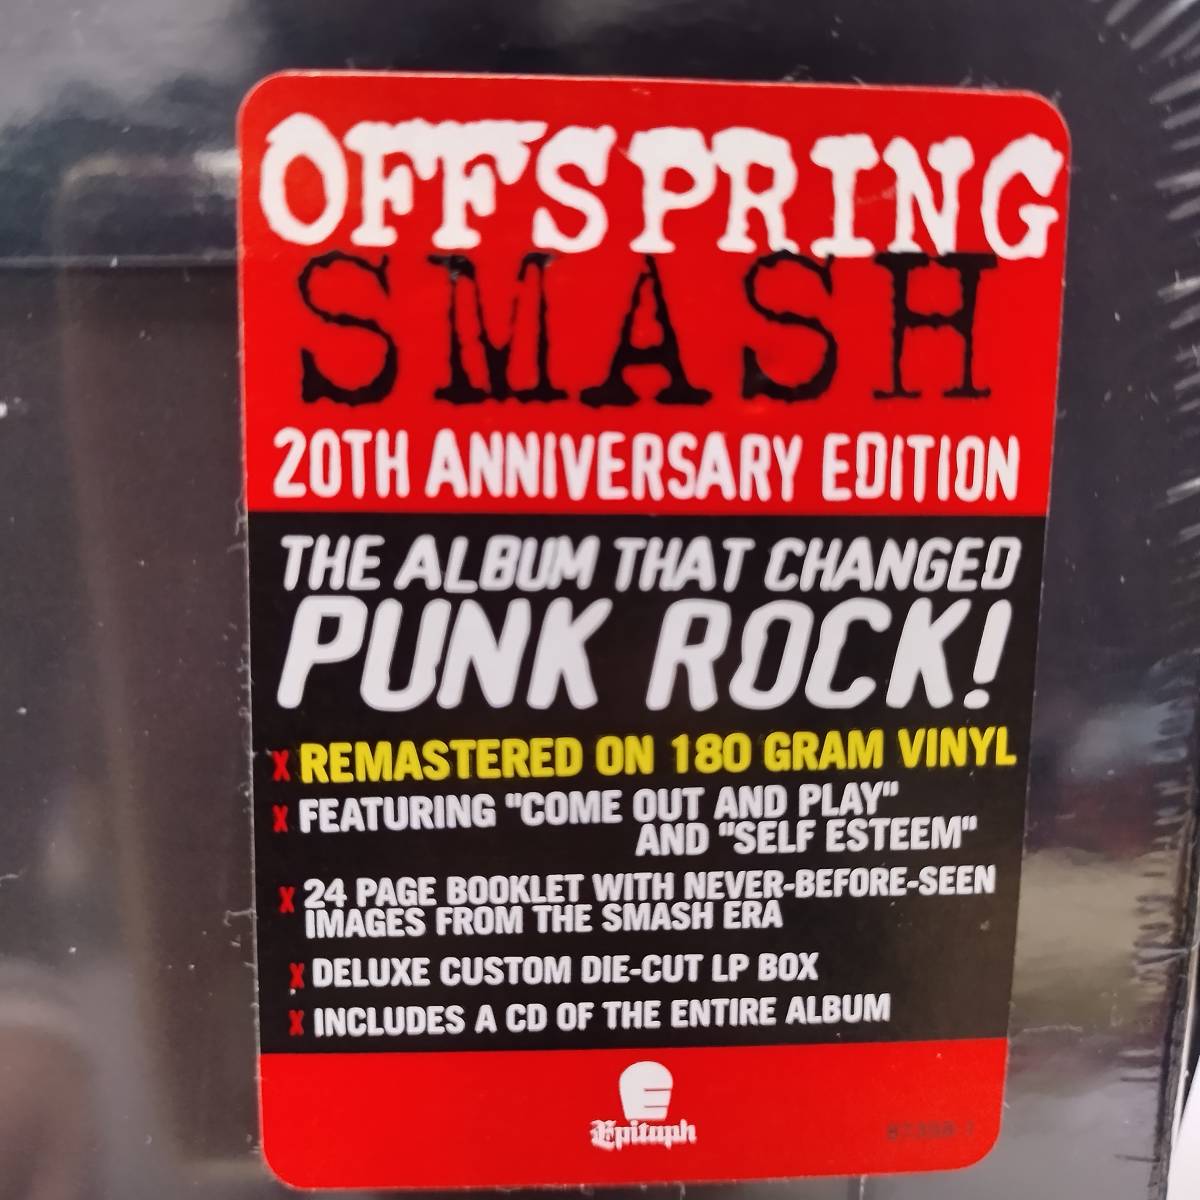 OFFSPRING
SMASH
20TH ANNIVERSARY EDITION
THE ALBUM THAT CHANGED
PUNK ROCK!
X REMASTERED ON 180 GRAM VINYL
X FEATURING "COME OUT AND PLAY"
AND "SELF ESTEEM"
X 24 PAGE BOOKLET WITH NEVER-BEFORE-SEEN
IMAGES FROM THE SMASH ERA
X DELUXE CUSTOM DIE-CUT LP BOX
X INCLUDES A CD OF THE ENTIRE ALBUM
E
Epitaph